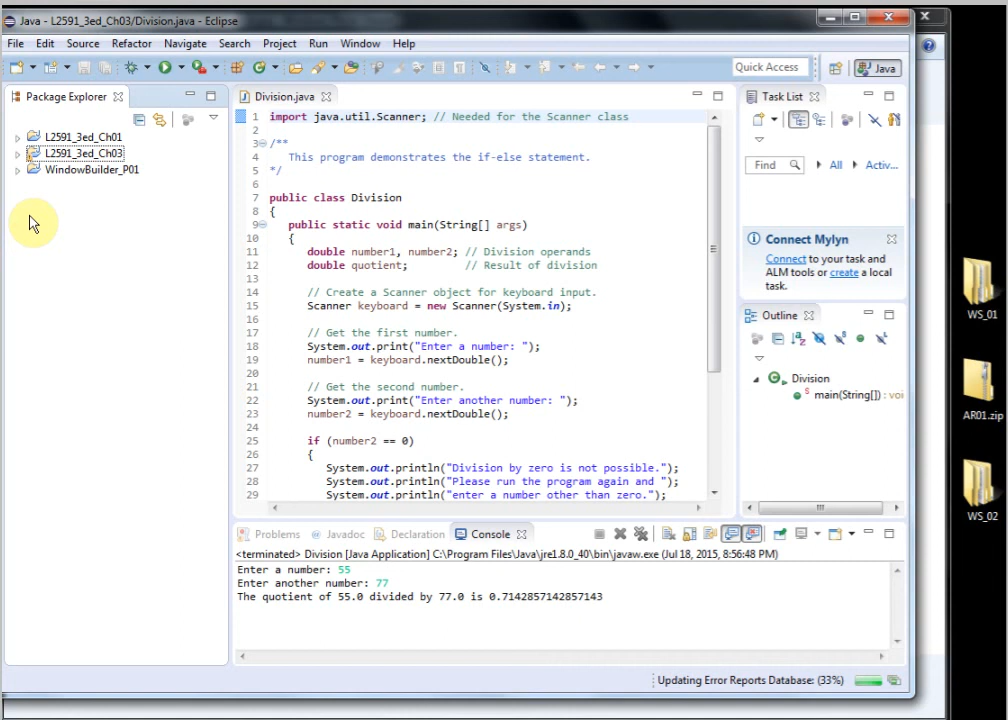 Java - L2591_3ed_Ch03/Division.java - Eclipse
File Edit Source Refactor Navigate Search Project Run Window Help
Quick Access
Java
Package Explorer
L2591_3ed_Ch01
L2591_3ed_Ch03
WindowBuilder_P01
Division.java
1 import java.util.Scanner; // Needed for the Scanner class
2
3 /**
4 This program demonstrates the if-else statement.
5 */
6
7 public class Division
8 {
9 public static void main(String[] args)
10 {
11 double number1, number2; // Division operands
12 double quotient; // Result of division
13
14 // Create a Scanner object for keyboard input.
15 Scanner keyboard = new Scanner(System.in);
16
17 // Get the first number.
18 System.out.print("Enter a number: ");
19 number1 = keyboard.nextDouble();
20
21 // Get the second number.
22 System.out.print("Enter another number: ");
23 number2 = keyboard.nextDouble();
24
25 if (number2 == 0)
26 {
27 System.out.println("Division by zero is not possible.");
28 System.out.println("Please run the program again and ");
29 System.out.println("enter a number other than zero.");
Task List
Find
All
Activ...
Connect Mylyn
Connect to your task and
ALM tools or create a local
task.
Outline
Division
main(String[]) : voi
Problems
@ Javadoc
Declaration
Console
<terminated> Division [Java Application] C:\Program Files\Java\jre1.8.0_40\bin\javaw.exe (Jul 18, 2015, 8:56:48 PM)
Enter a number: 55
Enter another number: 77
The quotient of 55.0 divided by 77.0 is 0.7142857142857143
Updating Error Reports Database: (33%)
WS_01
AR01.zip
WS_02